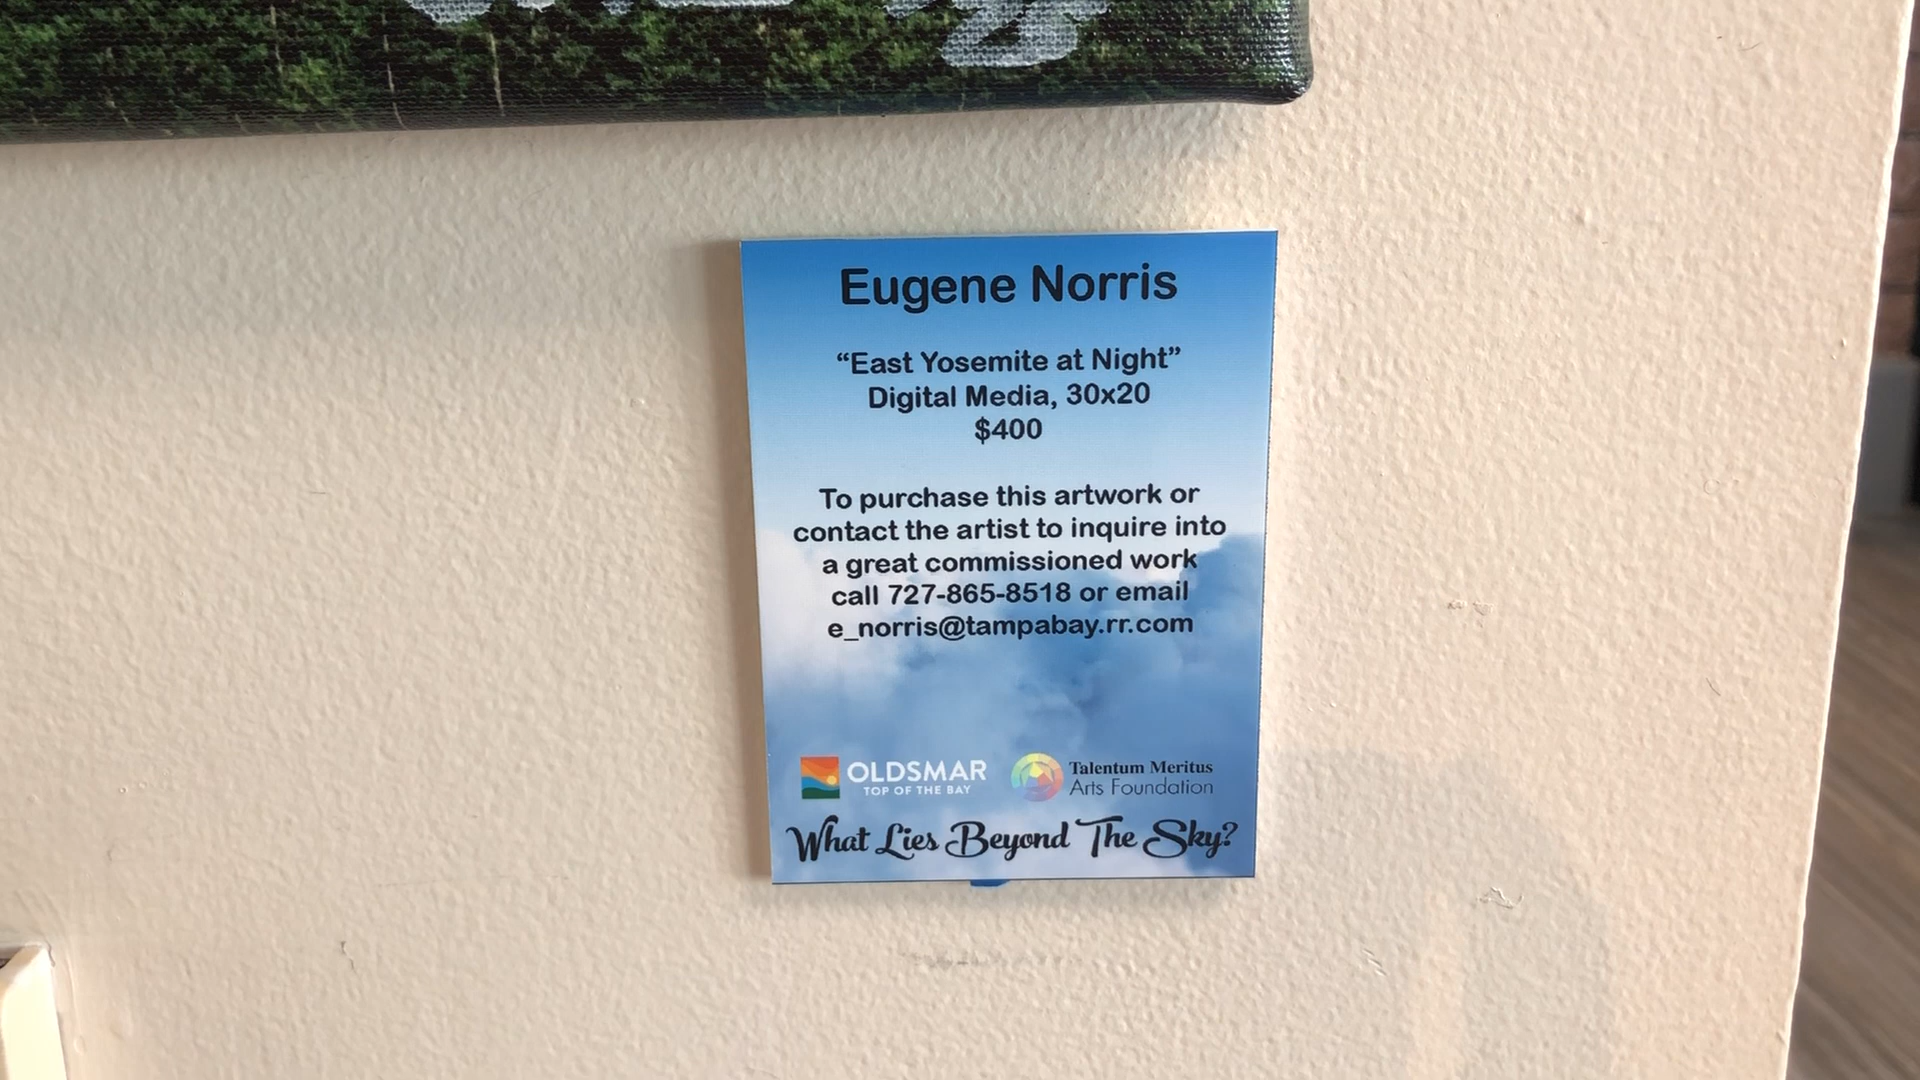 Eugene Norris
“East Yosemite at Night”
Digital Media, 30x20
$400
To purchase this artwork or
contact the artist to inquire into
a great commissioned work
call 727-865-8518 or email
e_norris@tampabay.rr.com
OLDSMAR
TOP OF THE BAY
Talentum Meritus
Arts Foundation
What Lies Beyond The Sky?